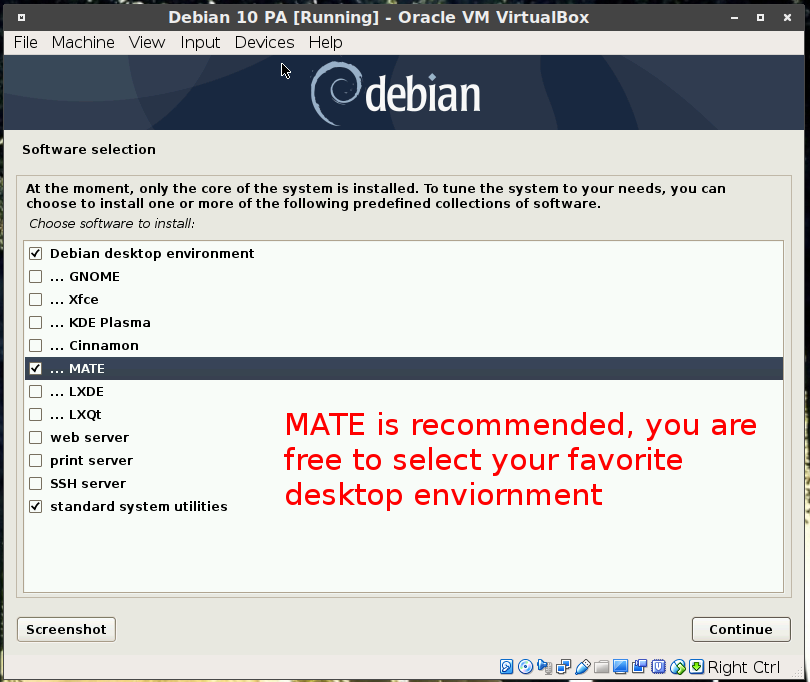 Debian 10 PA [Running] - Oracle VM VirtualBox
File Machine View Input Devices Help
debian
Software selection
At the moment, only the core of the system is installed. To tune the system to your needs, you can
choose to install one or more of the following predefined collections of software.
Choose software to install:
Debian desktop environment
... GNOME
... Xfce
... KDE Plasma
... Cinnamon
... MATE
... LXDE
... LXQt
web server
print server
SSH server
standard system utilities
MATE is recommended, you are
free to select your favorite
desktop enviornment
Screenshot
Continue
Right Ctrl